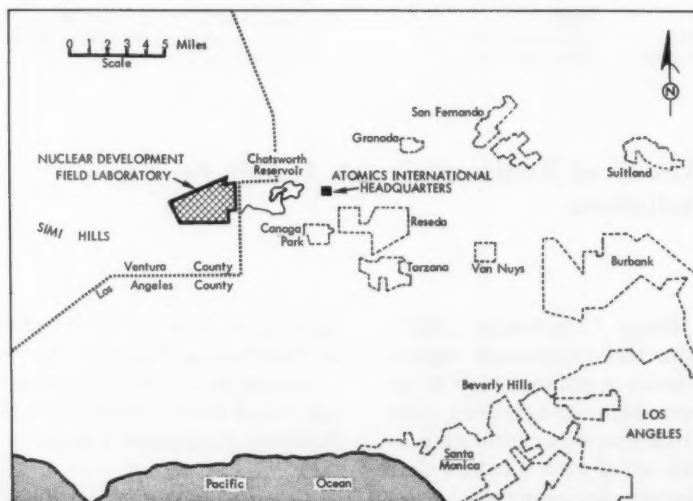 0 1 2 3 4 5 Miles
Scale
N
San Fernando
Granada
Suitland
Chatsworth
Reservoir
NUCLEAR DEVELOPMENT
FIELD LABORATORY
ATOMICS INTERNATIONAL
HEADQUARTERS
SIMI HILLS
Canoga
Park
Reseda
Ventura County
Los Angeles County
Tarzana
Van Nuys
Burbank
Beverly Hills
LOS
ANGELES
Santa
Monica
Pacific Ocean